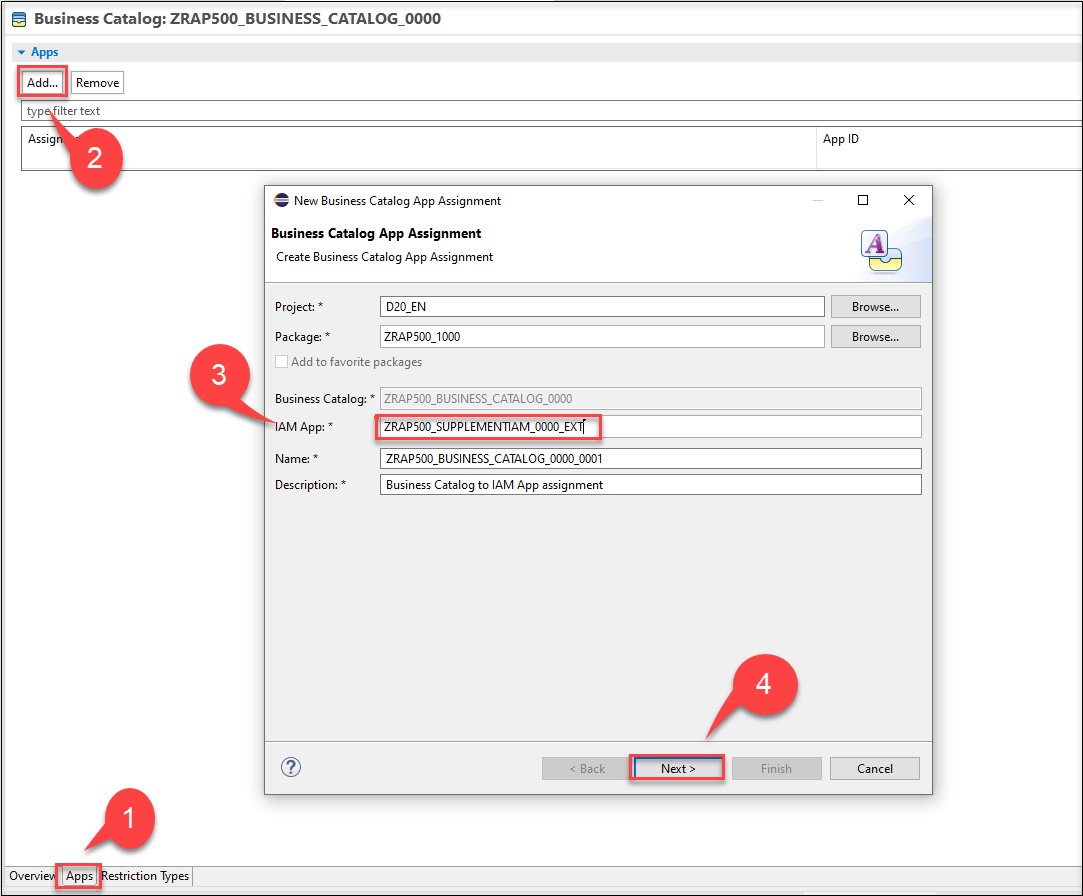 Business Catalog: ZRAP500_BUSINESS_CATALOG_0000
Apps
Add...
Remove
type filter text
Assign
App ID
2
New Business Catalog App Assignment
Business Catalog App Assignment
Create Business Catalog App Assignment
A
Project: *
D20_EN
Browse...
Package: *
ZRAP500_1000
Browse...
Add to favorite packages
3
Business Catalog: *
ZRAP500_BUSINESS_CATALOG_0000
IAM App: *
ZRAP500_SUPPLEMENTIAM_0000_EXT
Name: *
ZRAP500_BUSINESS_CATALOG_0000_0001
Description: *
Business Catalog to IAM App assignment
4
?
< Back
Next >
Finish
Cancel
1
Overview
Apps
Restriction Types